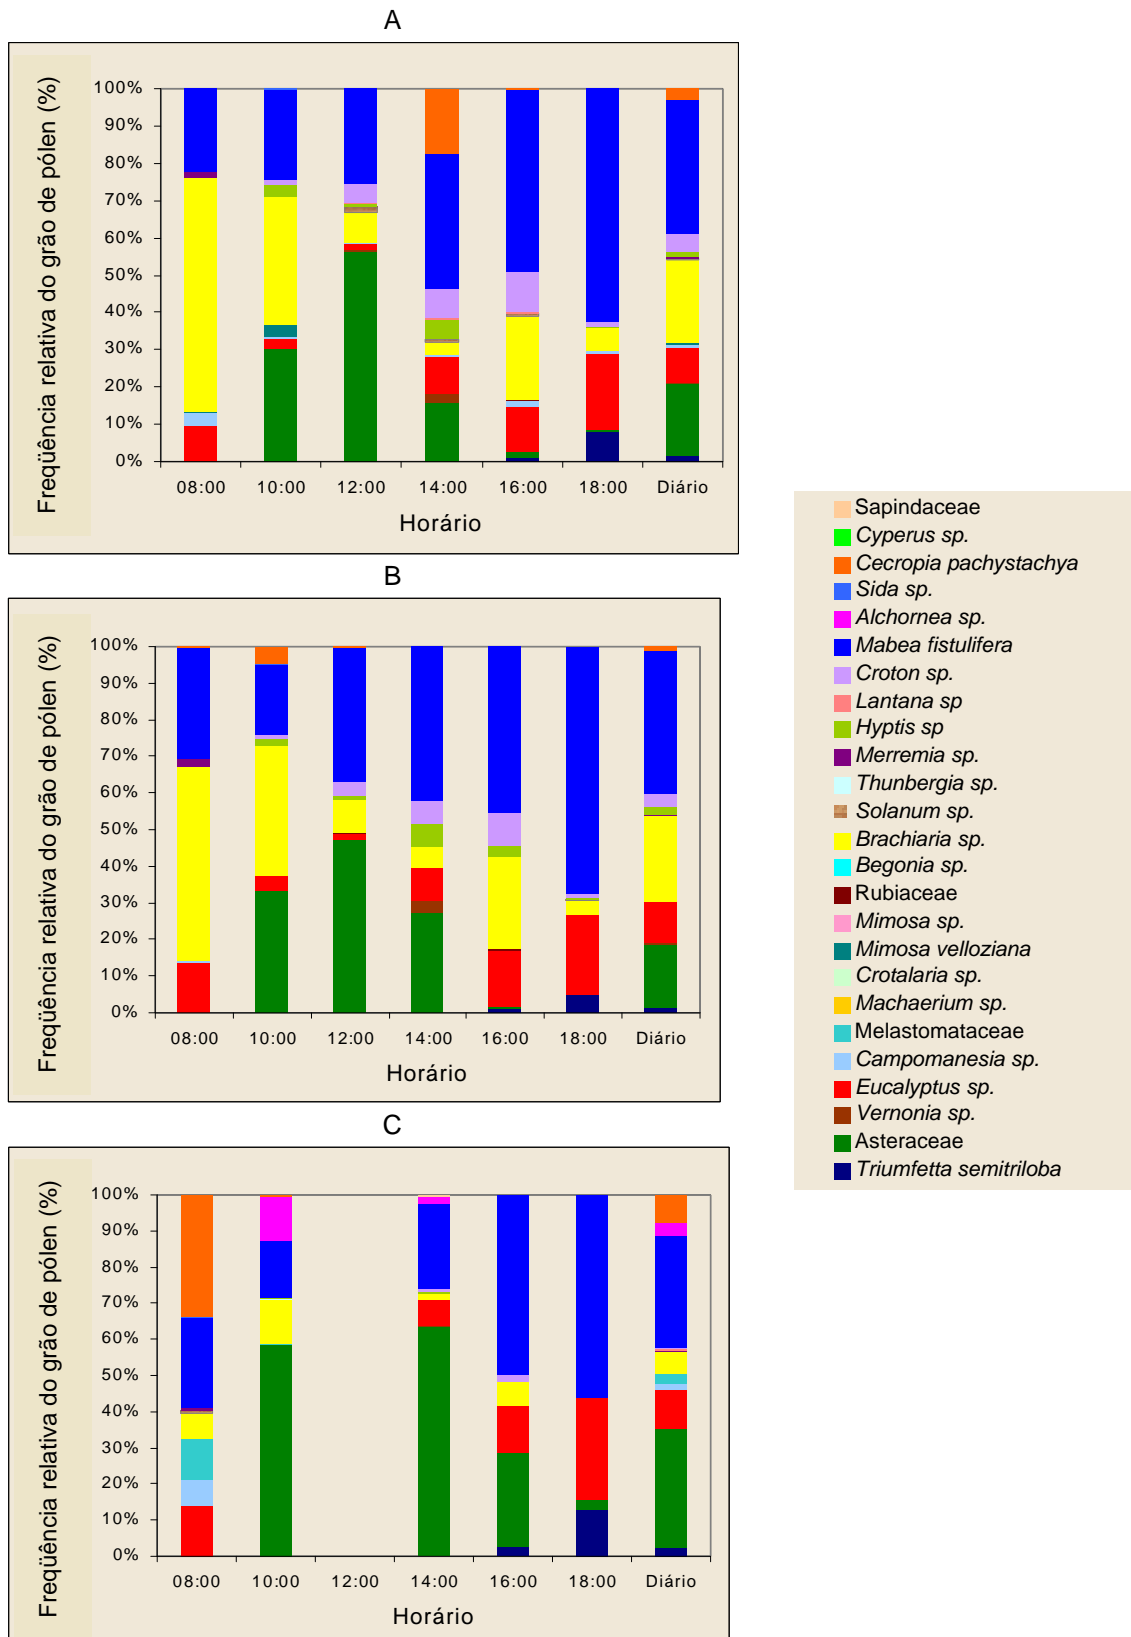 A
Freqüência relativa do grão de pólen (%)
100%
90%
80%
70%
60%
50%
40%
30%
20%
10%
0%
08:00 10:00 12:00 14:00 16:00 18:00 Diário
Horário
B
Freqüência relativa do grão de pólen (%)
100%
90%
80%
70%
60%
50%
40%
30%
20%
10%
0%
08:00 10:00 12:00 14:00 16:00 18:00 Diário
Horário
C
Freqüência relativa do grão de pólen (%)
100%
90%
80%
70%
60%
50%
40%
30%
20%
10%
0%
08:00 10:00 12:00 14:00 16:00 18:00 Diário
Horário
Sapindaceae
Cyperus sp.
Cecropia pachystachya
Sida sp.
Alchornea sp.
Mabea fistulifera
Croton sp.
Lantana sp
Hyptis sp
Merremia sp.
Thunbergia sp.
Solanum sp.
Brachiaria sp.
Begonia sp.
Rubiaceae
Mimosa sp.
Mimosa velloziana
Crotalaria sp.
Machaerium sp.
Melastomataceae
Campomanesia sp.
Eucalyptus sp.
Vernonia sp.
Asteraceae
Triumfetta semitriloba